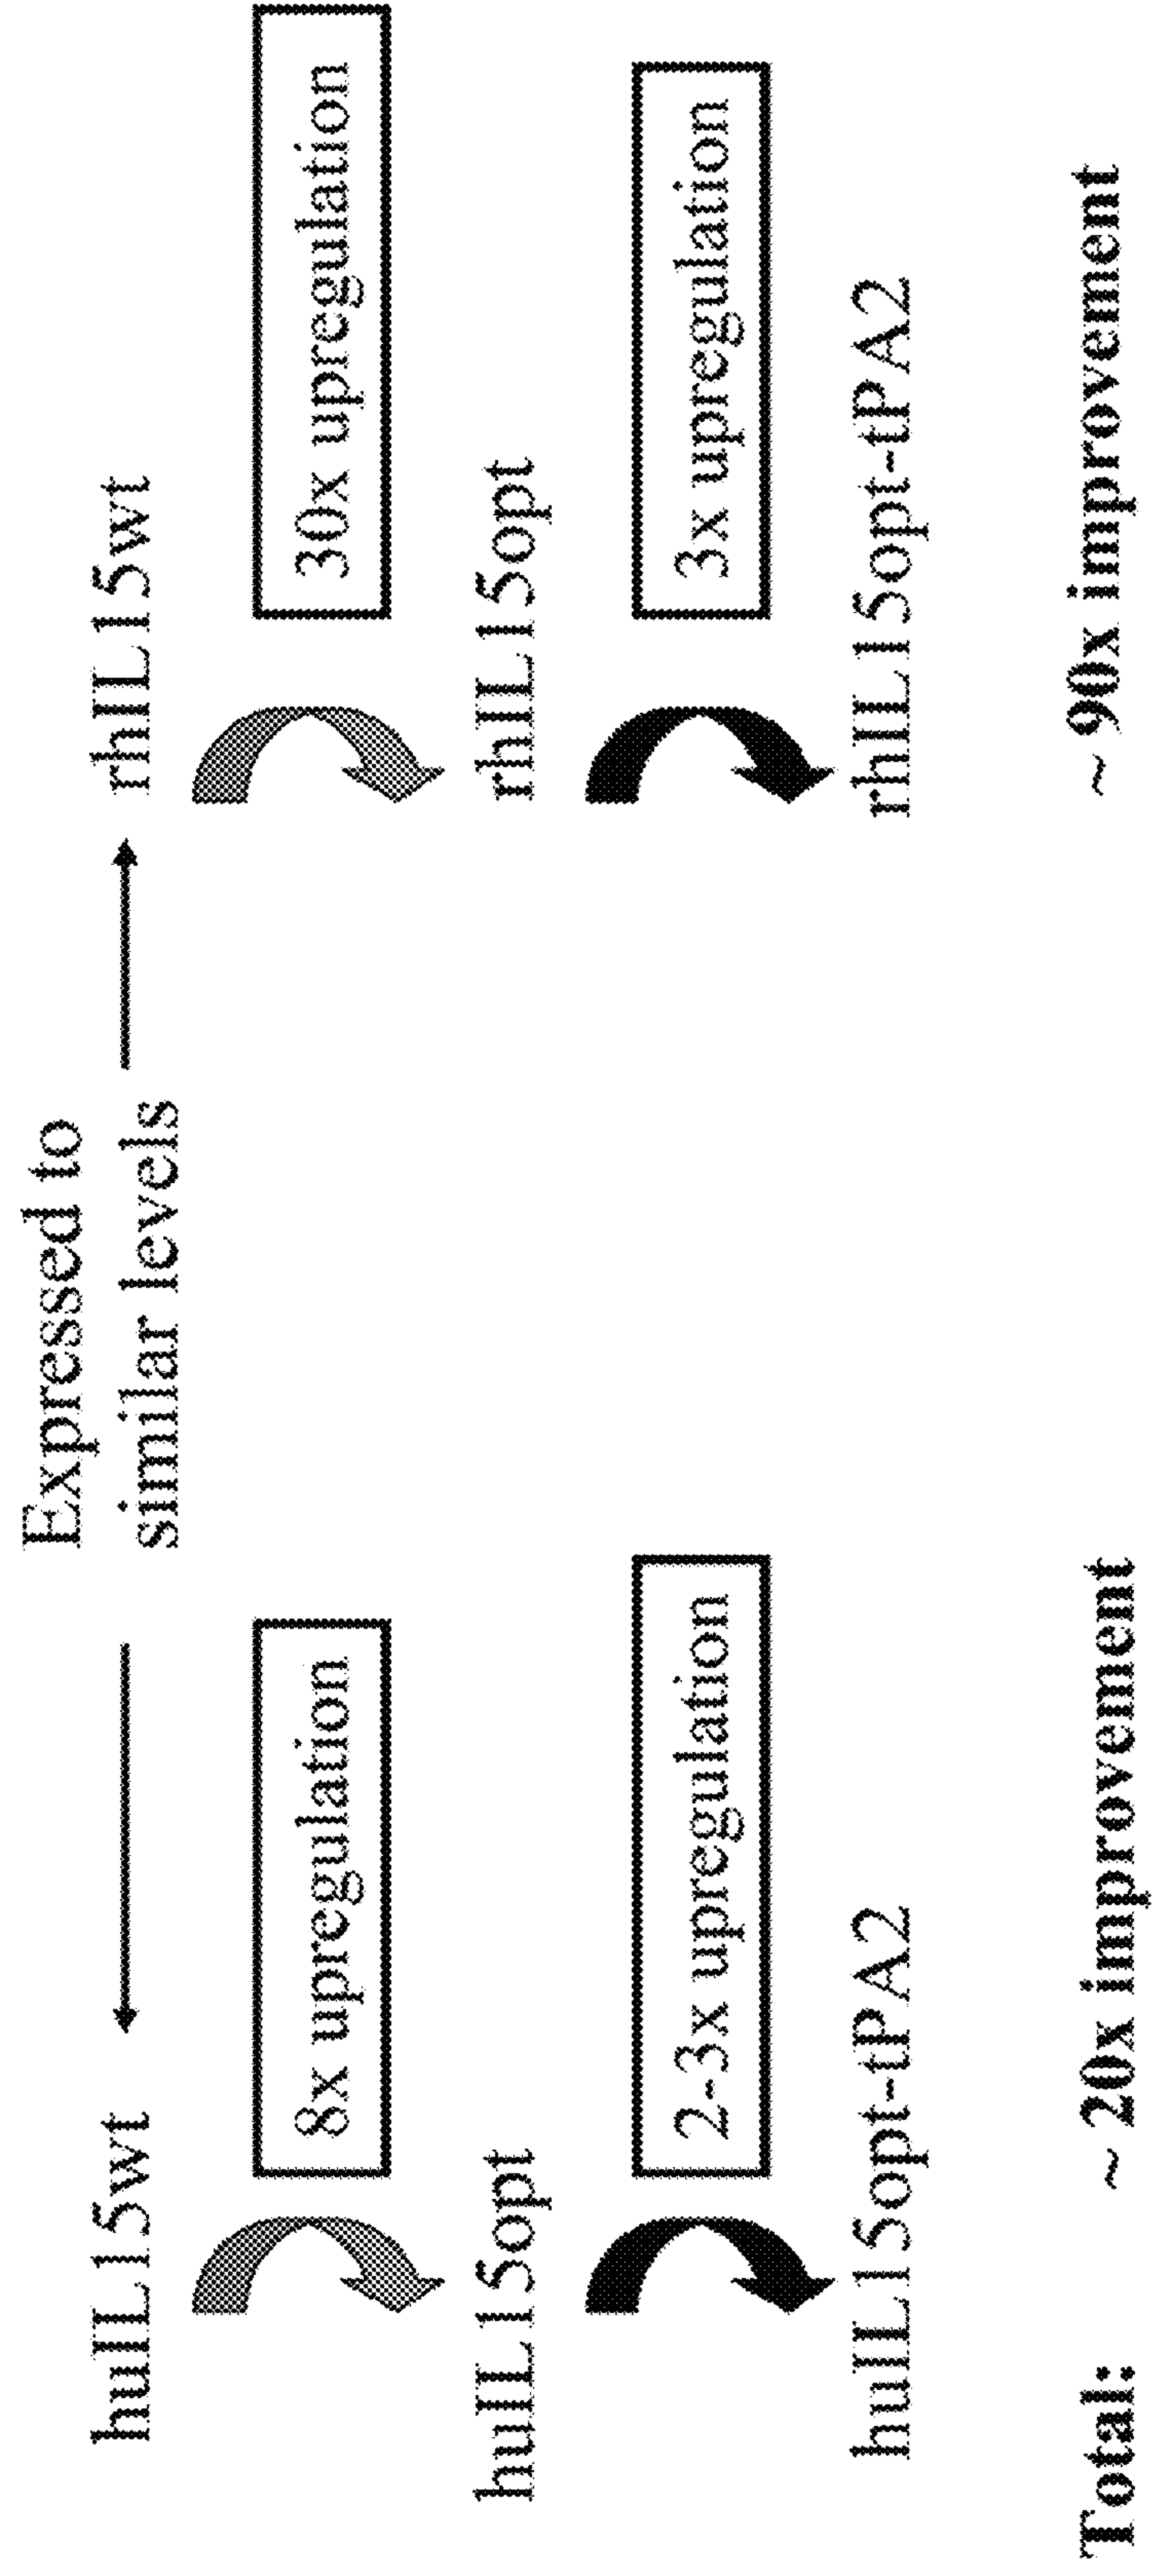 Expressed to
similar levels
huIL15wt
rhIL15wt
8x upregulation
30x upregulation
huIL15opt
rhIL15opt
2-3x upregulation
3x upregulation
huIL15opt-tPA2
rhIL15opt-tPA2
Total: ~ 20x improvement ~ 90x improvement